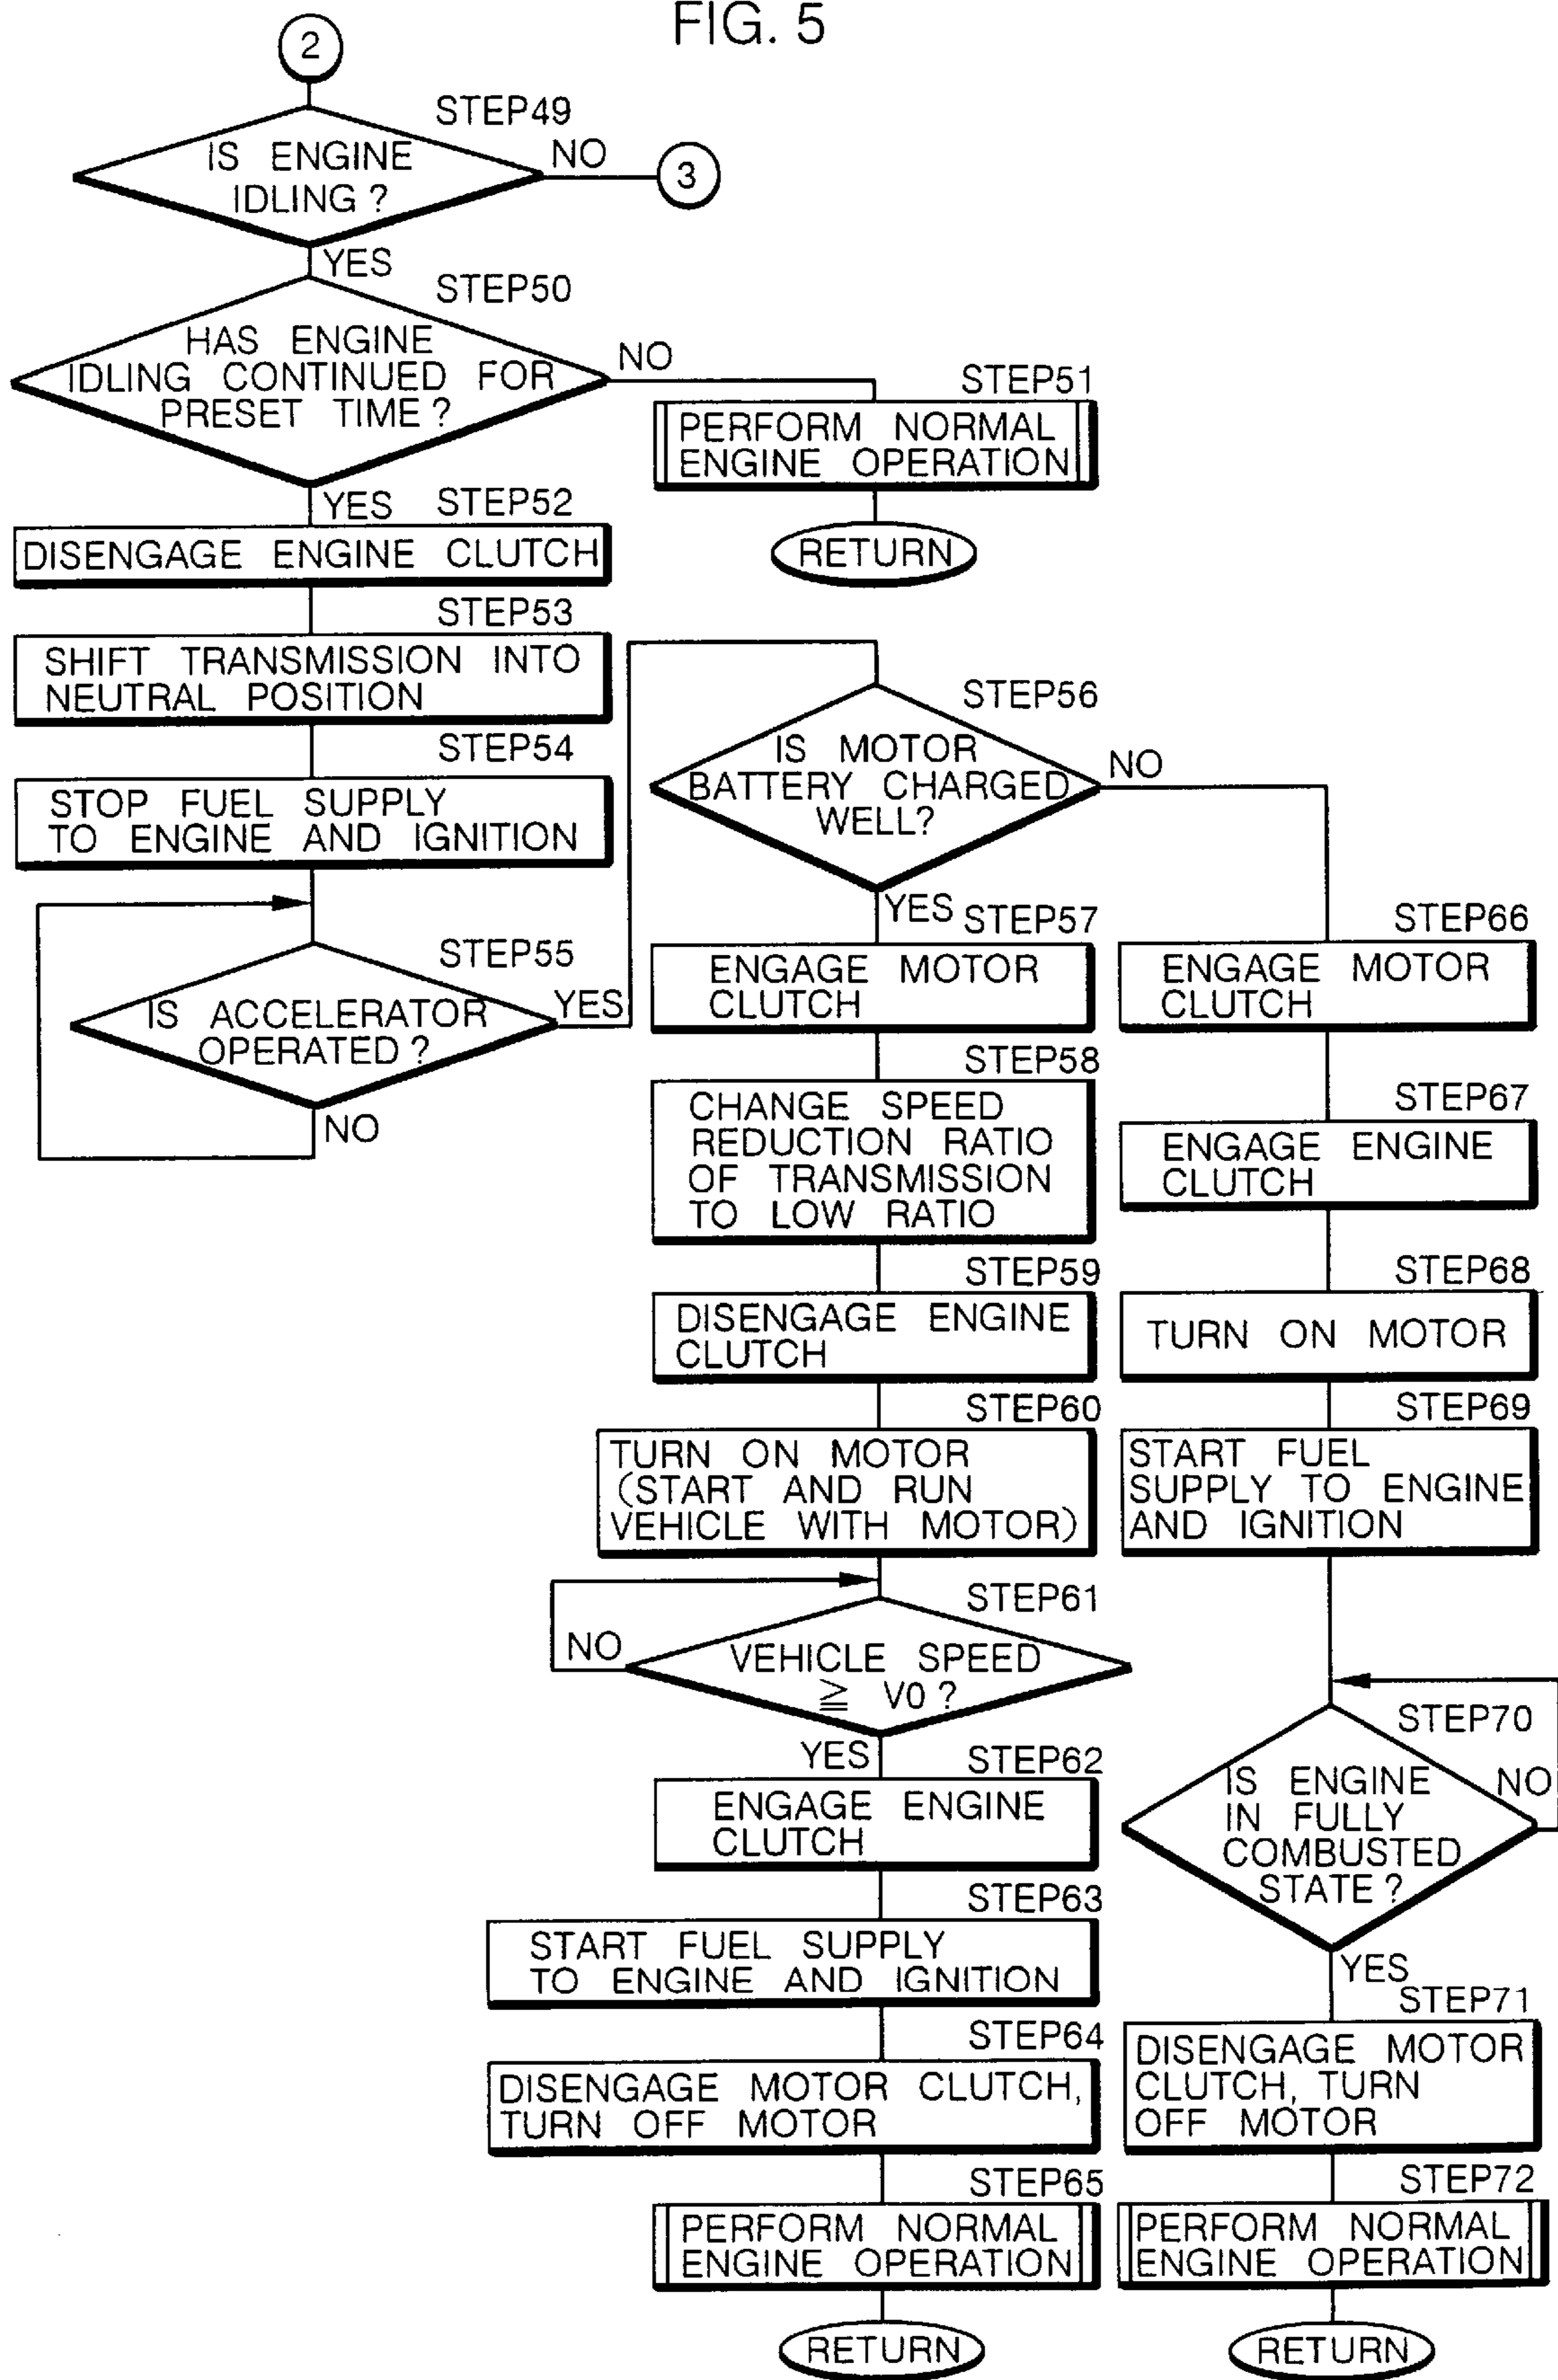 FIG. 5
2
STEP49
IS ENGINE
IDLING ?
NO
3
YES
STEP50
HAS ENGINE
IDLING CONTINUED FOR
PRESET TIME ?
NO
STEP51
PERFORM NORMAL
ENGINE OPERATION
RETURN
YES
STEP52
DISENGAGE ENGINE CLUTCH
STEP53
SHIFT TRANSMISSION INTO
NEUTRAL POSITION
STEP54
STOP FUEL SUPPLY
TO ENGINE AND IGNITION
STEP55
IS ACCELERATOR
OPERATED ?
YES
NO
STEP56
IS MOTOR
BATTERY CHARGED
WELL?
NO
YES
STEP57
ENGAGE MOTOR
CLUTCH
STEP58
CHANGE SPEED
REDUCTION RATIO
OF TRANSMISSION
TO LOW RATIO
STEP59
DISENGAGE ENGINE
CLUTCH
STEP60
TURN ON MOTOR
(START AND RUN
VEHICLE WITH MOTOR)
STEP61
NO
VEHICLE SPEED
≧ V0 ?
YES
STEP62
ENGAGE ENGINE
CLUTCH
STEP63
START FUEL SUPPLY
TO ENGINE AND IGNITION
STEP64
DISENGAGE MOTOR CLUTCH,
TURN OFF MOTOR
STEP65
PERFORM NORMAL
ENGINE OPERATION
RETURN
STEP66
ENGAGE MOTOR
CLUTCH
STEP67
ENGAGE ENGINE
CLUTCH
STEP68
TURN ON MOTOR
STEP69
START FUEL
SUPPLY TO ENGINE
AND IGNITION
STEP70
IS ENGINE
IN FULLY
COMBUSTED
STATE ?
NO
YES
STEP71
DISENGAGE MOTOR
CLUTCH, TURN
OFF MOTOR
STEP72
PERFORM NORMAL
ENGINE OPERATION
RETURN